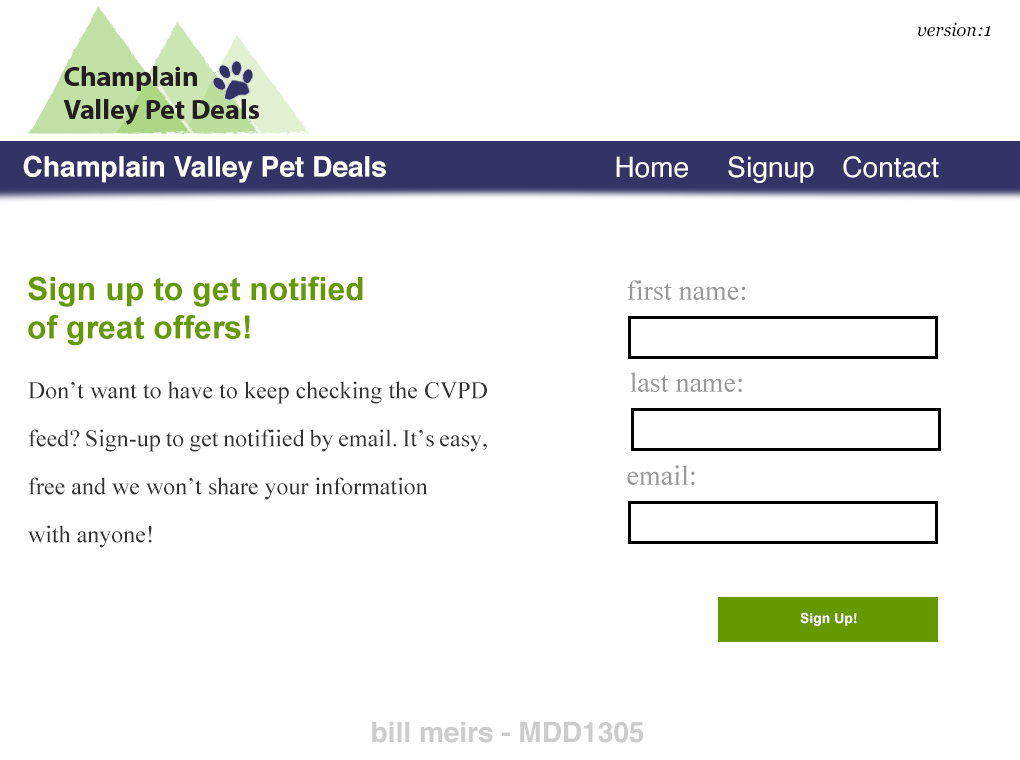 version:1
Champlain
Valley Pet Deals
Champlain Valley Pet Deals
Home Signup Contact
Sign up to get notified
of great offers!
Don’t want to have to keep checking the CVPD
feed? Sign-up to get notifiied by email. It’s easy,
free and we won’t share your information
with anyone!
first name:
last name:
email:
Sign Up!
bill meirs - MDD1305